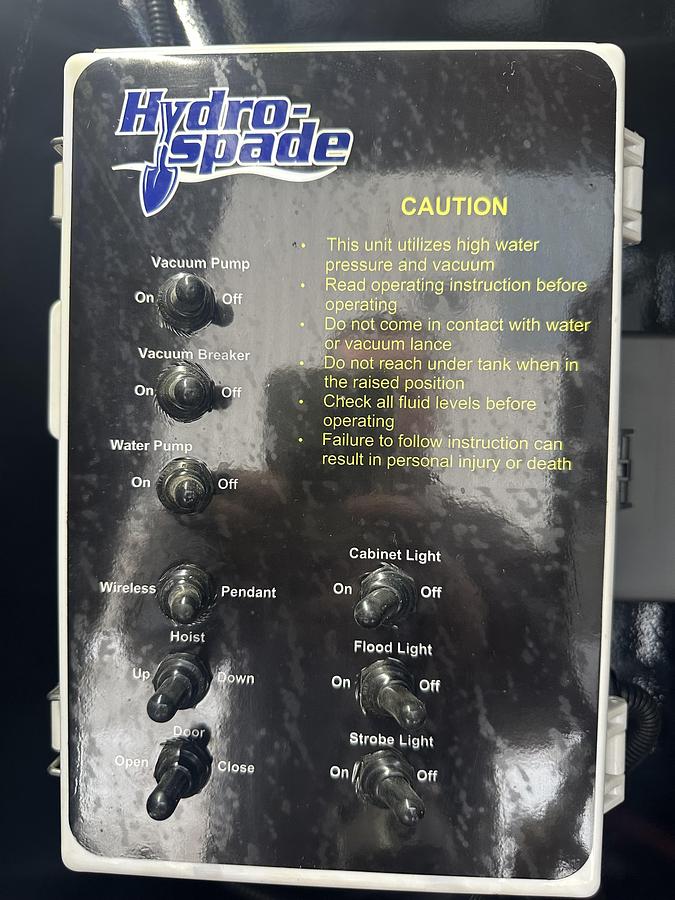 Hydro-
spade
CAUTION
• This unit utilizes high water
pressure and vacuum
• Read operating instruction before
operating
• Do not come in contact with water
or vacuum lance
• Do not reach under tank when in
the raised position
• Check all fluid levels before
operating
• Failure to follow instruction can
result in personal injury or death
Vacuum Pump
On Off
Vacuum Breaker
On Off
Water Pump
On Off
Wireless Pendant
Hoist
Up Down
Door
Open Close
Cabinet Light
On Off
Flood Light
On Off
Strobe Light
On Off